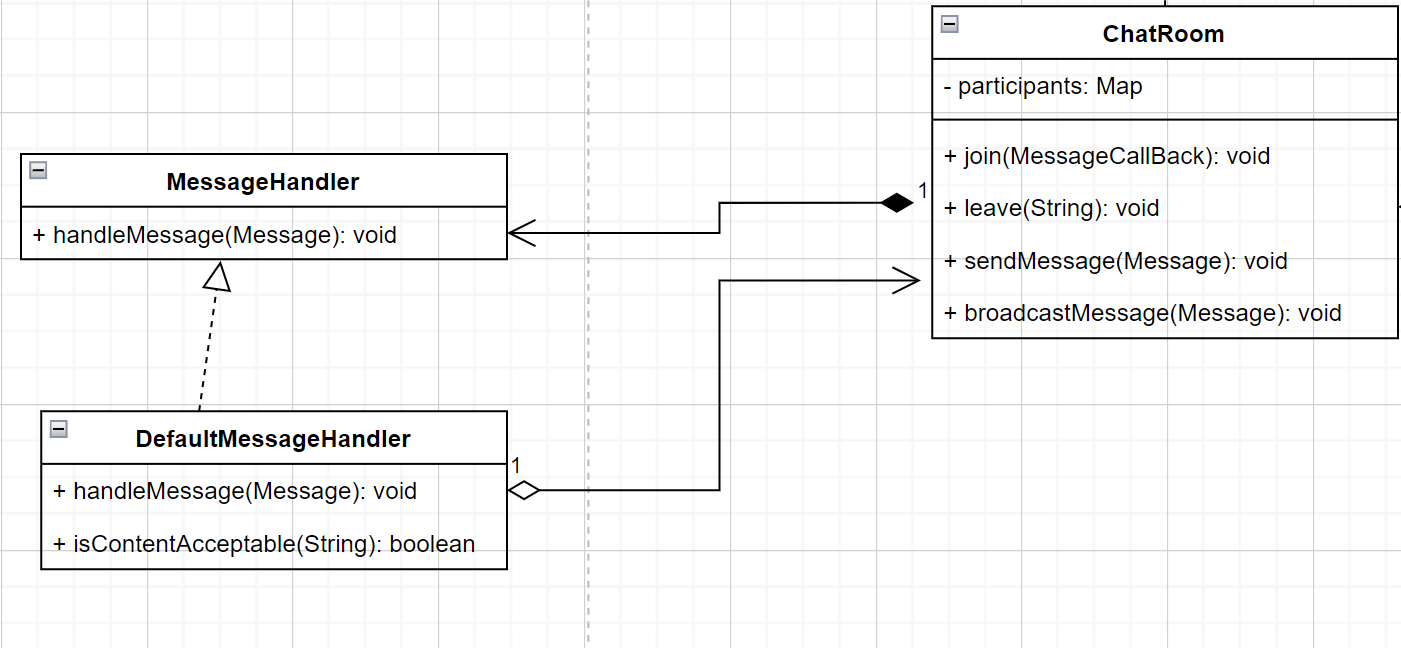 ChatRoom
- participants: Map
+ join(MessageCallBack): void
+ leave(String): void
+ sendMessage(Message): void
+ broadcastMessage(Message): void
1
MessageHandler
+ handleMessage(Message): void
DefaultMessageHandler
+ handleMessage(Message): void
+ isContentAcceptable(String): boolean
1